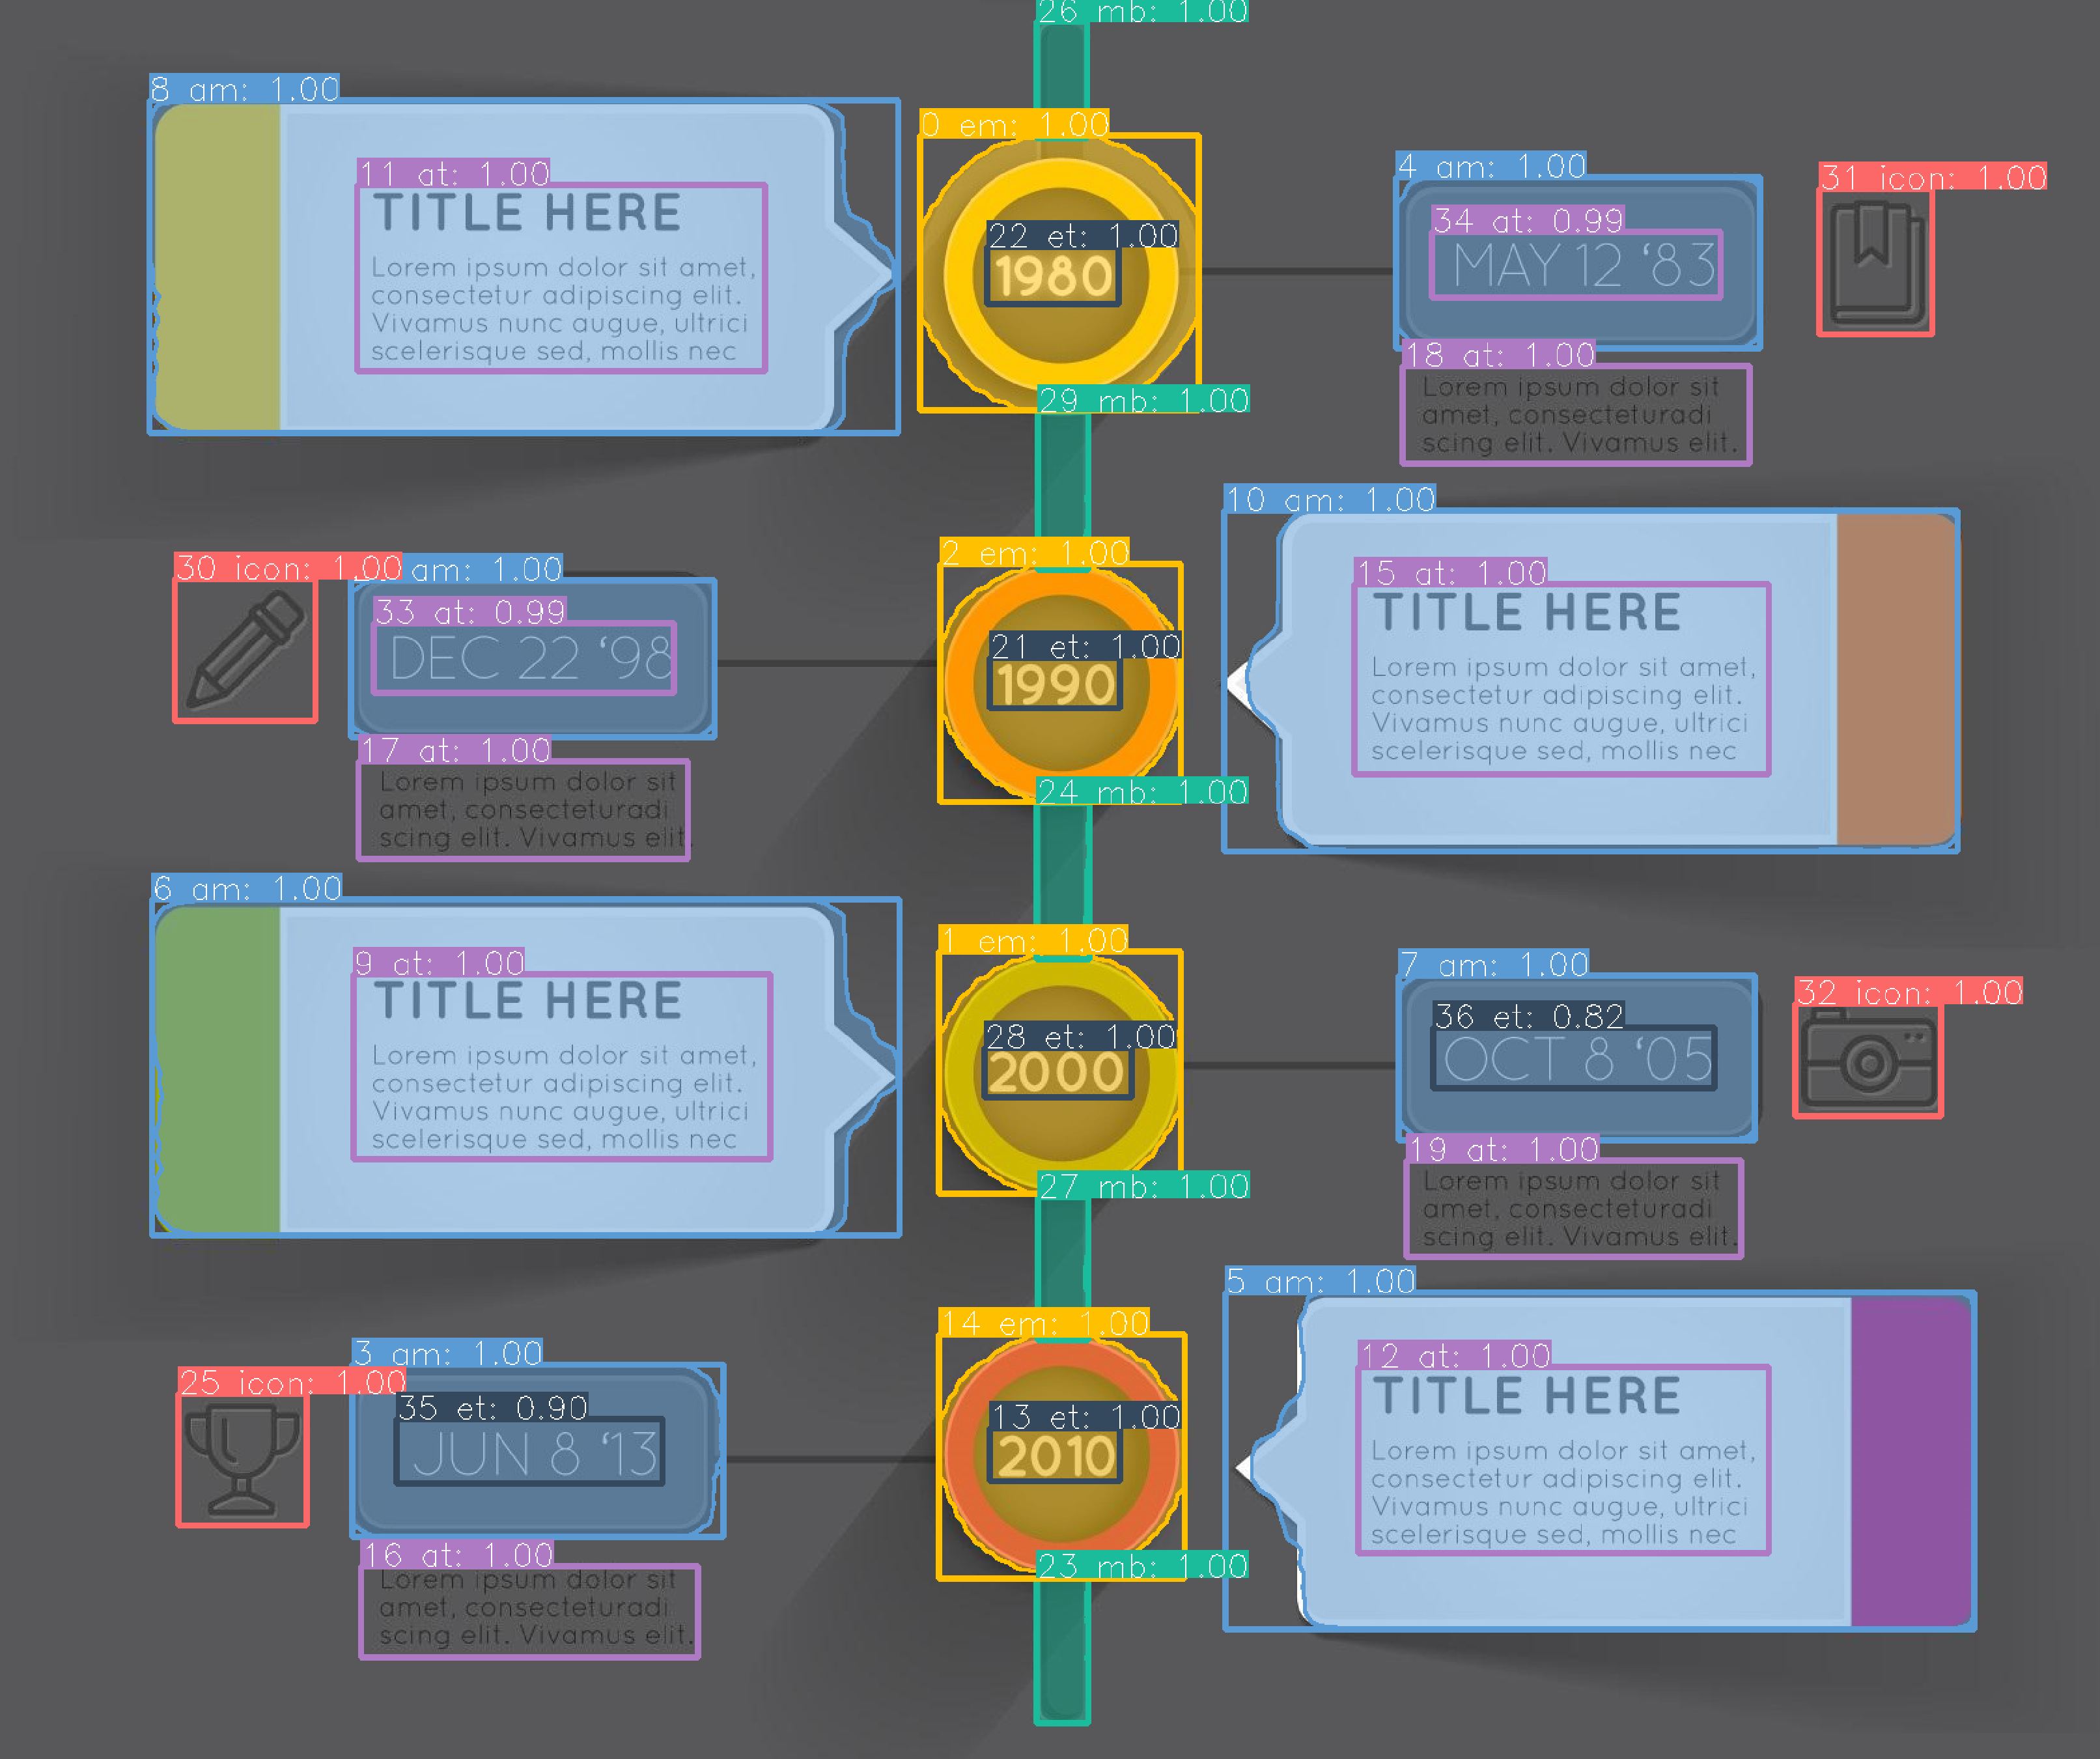 26 mb: 1.00
8 am: 1.00
0 em: 1.00
11 at: 1.00
TITLE HERE
Lorem ipsum dolor sit amet,
consectetur adipiscing elit.
Vivamus nunc augue, ultrici
scelerisque sed, mollis nec
22 et: 1.00
1980
4 am: 1.00
31 icon: 1.00
34 at: 0.99
MAY 12 ‘83
18 at: 1.00
Lorem ipsum dolor sit
amet, consecteturadi
scing elit. Vivamus elit.
29 mb: 1.00
10 am: 1.00
2 em: 1.00
30 icon: 1.00
am: 1.00
33 at: 0.99
DEC 22 ‘98
17 at: 1.00
Lorem ipsum dolor sit
amet, consecteturadi
scing elit. Vivamus elit.
21 et: 1.00
1990
15 at: 1.00
TITLE HERE
Lorem ipsum dolor sit amet,
consectetur adipiscing elit.
Vivamus nunc augue, ultrici
scelerisque sed, mollis nec
24 mb: 1.00
6 am: 1.00
1 em: 1.00
9 at: 1.00
TITLE HERE
Lorem ipsum dolor sit amet,
consectetur adipiscing elit.
Vivamus nunc augue, ultrici
scelerisque sed, mollis nec
28 et: 1.00
2000
7 am: 1.00
32 icon: 1.00
36 et: 0.82
OCT 8 ‘05
19 at: 1.00
Lorem ipsum dolor sit
amet, consecteturadi
scing elit. Vivamus elit.
27 mb: 1.00
5 am: 1.00
14 em: 1.00
3 am: 1.00
25 icon: 1.00
35 et: 0.90
JUN 8 ‘13
16 at: 1.00
Lorem ipsum dolor sit
amet, consecteturadi
scing elit. Vivamus elit.
13 et: 1.00
2010
12 at: 1.00
TITLE HERE
Lorem ipsum dolor sit amet,
consectetur adipiscing elit.
Vivamus nunc augue, ultrici
scelerisque sed, mollis nec
23 mb: 1.00